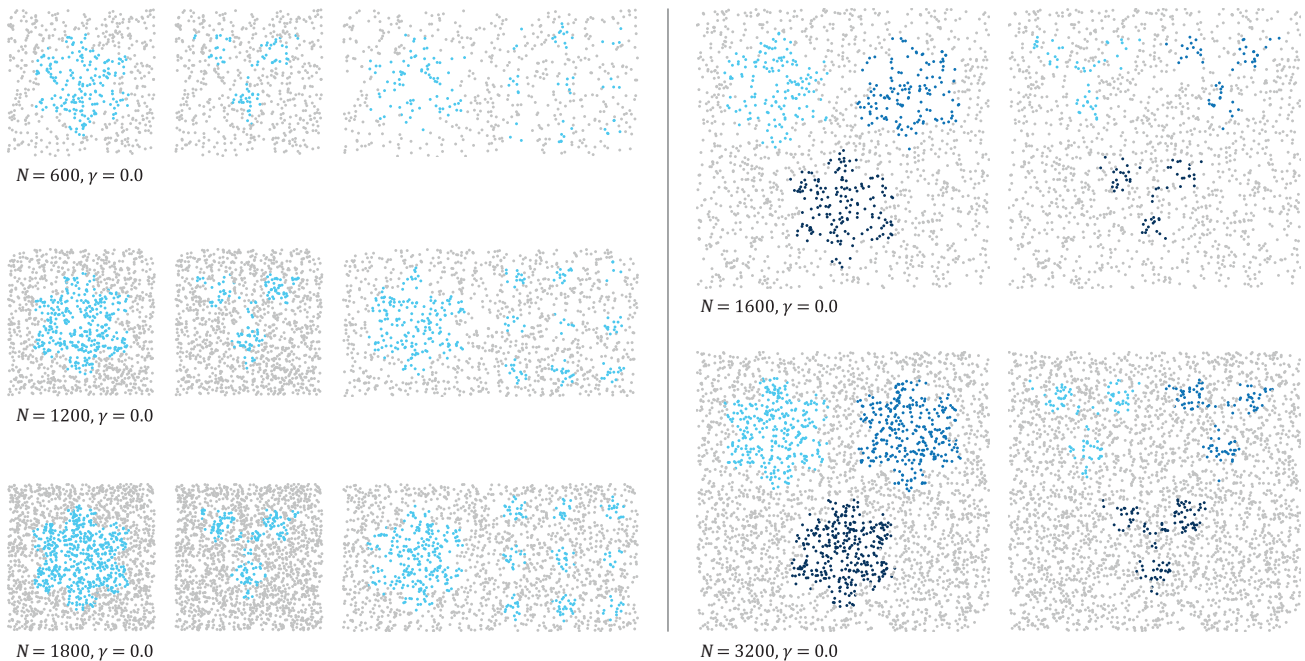 N = 600, γ = 0.0
N = 1200, γ = 0.0
N = 1800, γ = 0.0
N = 1600, γ = 0.0
N = 3200, γ = 0.0